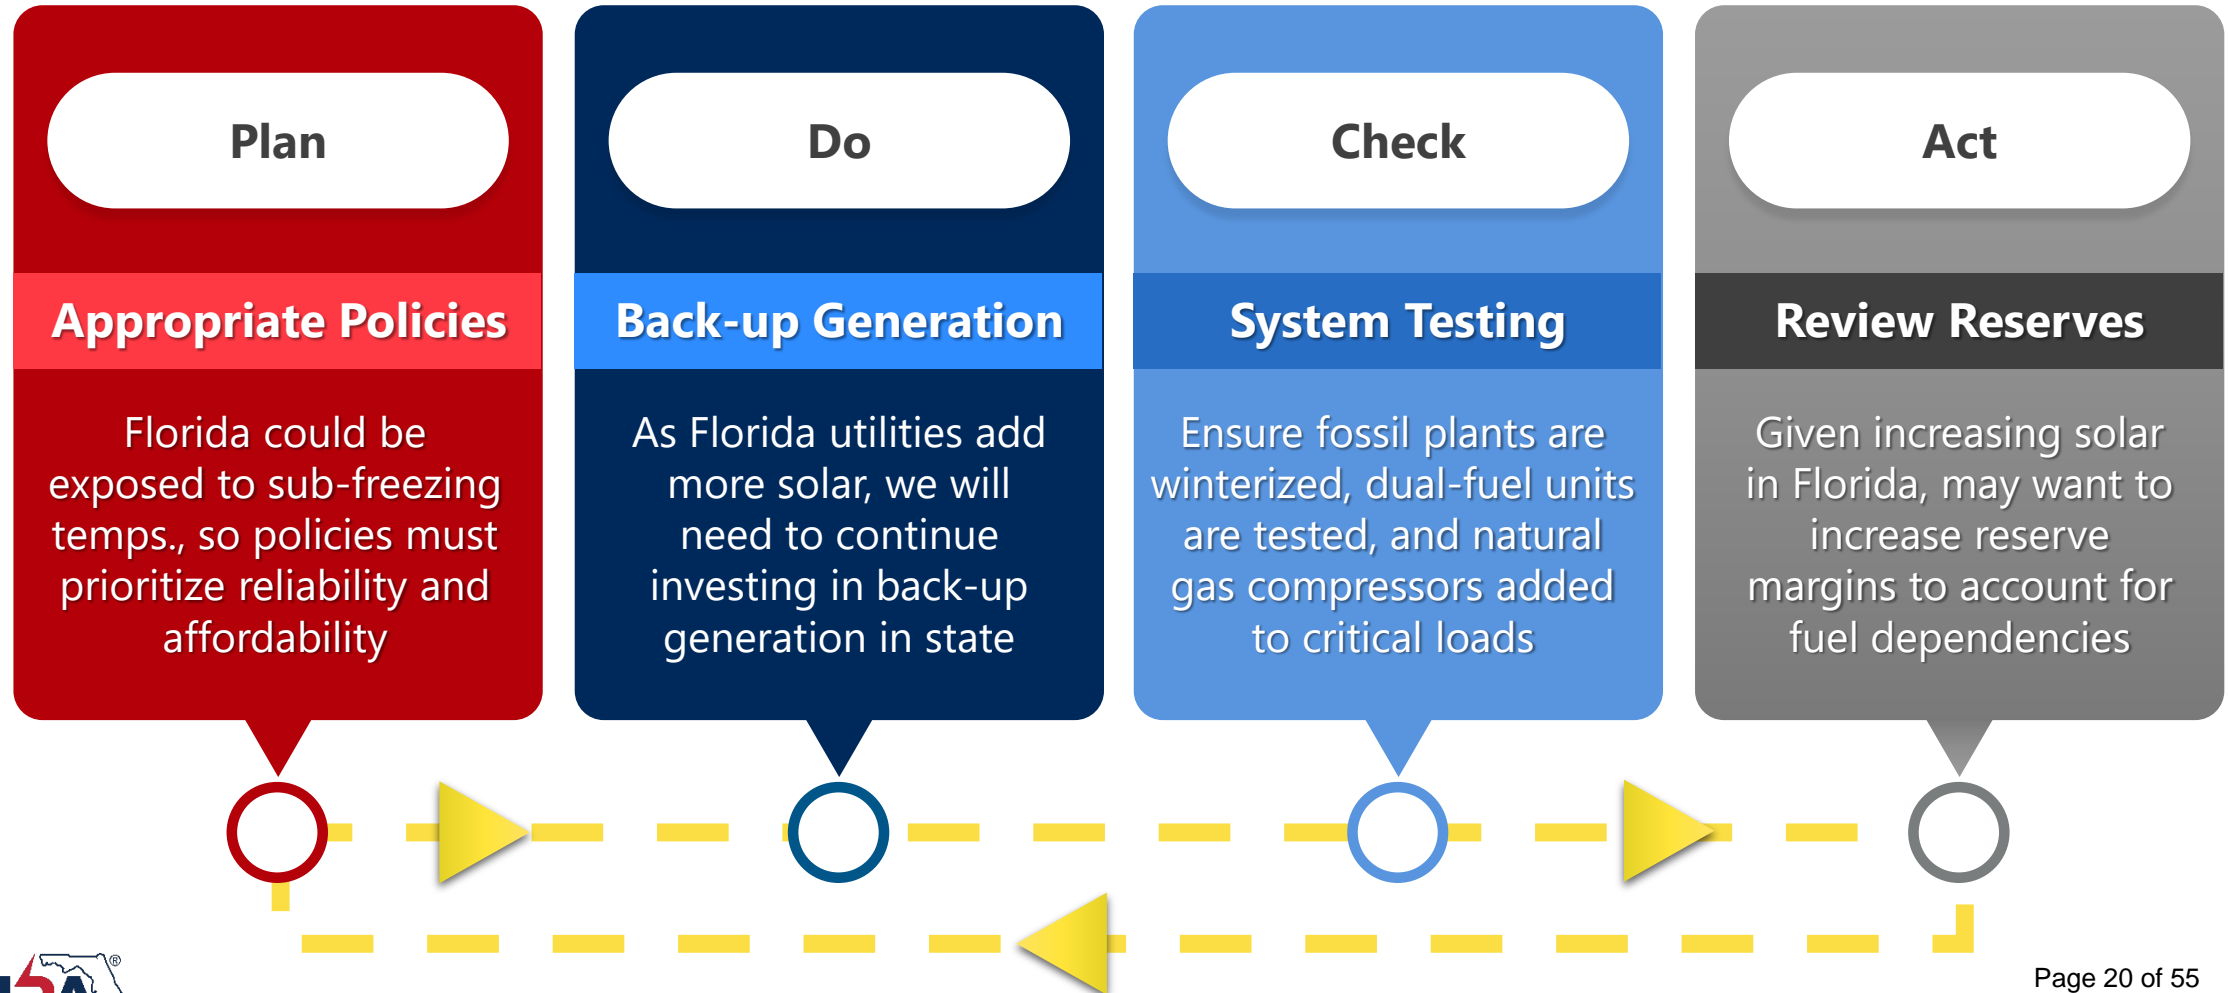 Plan
Appropriate Policies
Florida could be
exposed to sub-freezing
temps., so policies must
prioritize reliability and
affordability
Do
Back-up Generation
As Florida utilities add
more solar, we will
need to continue
investing in back-up
generation in state
Check
System Testing
Ensure fossil plants are
winterized, dual-fuel units
are tested, and natural
gas compressors added
to critical loads
Act
Review Reserves
Given increasing solar
in Florida, may want to
increase reserve
margins to account for
fuel dependencies
®
Page 20 of 55